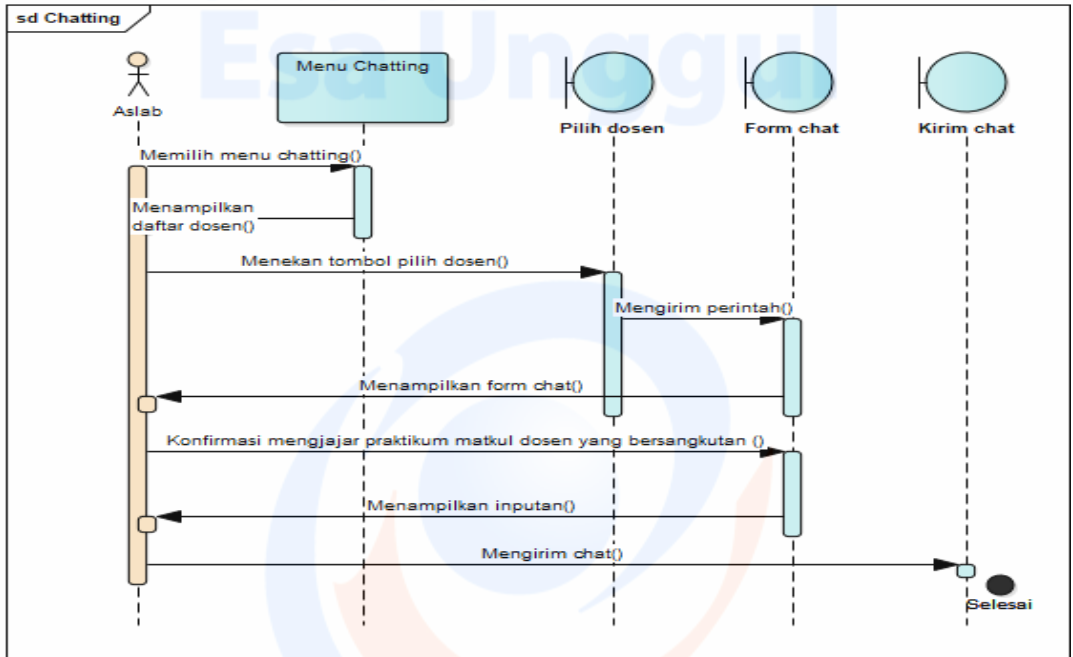 sd Chatting
Esa Unggul
Menu Chatting
Aslab
Pilih dosen
Form chat
Kirim chat
Memilih menu chatting()
Menampilkan
daftar dosen()
Menekan tombol pilih dosen()
Mengirim perintah()
Menampilkan form chat()
Konfirmasi mengjajar praktikum matkul dosen yang bersangkutan ()
Menampilkan inputan()
Mengirim chat()
Selesai